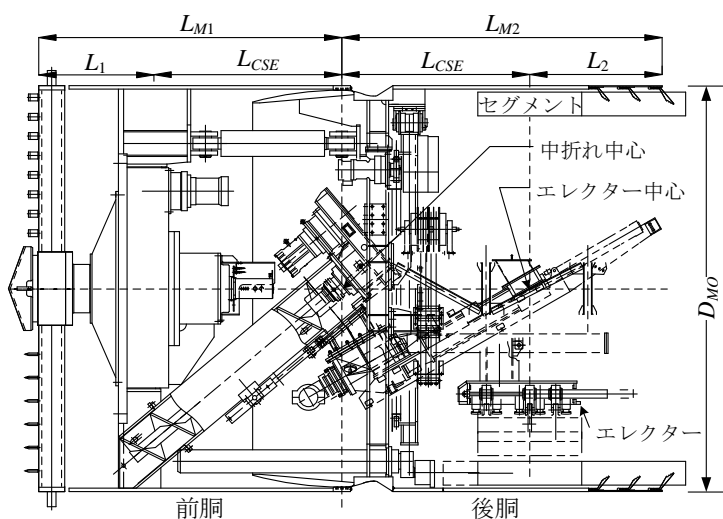 L_{M1} L_{M2}
L_1 L_{CSE} L_{CSE} L_2
セグメント
中折れ中心
エレクター中心
D_{MO}
エレクター
前胴 後胴